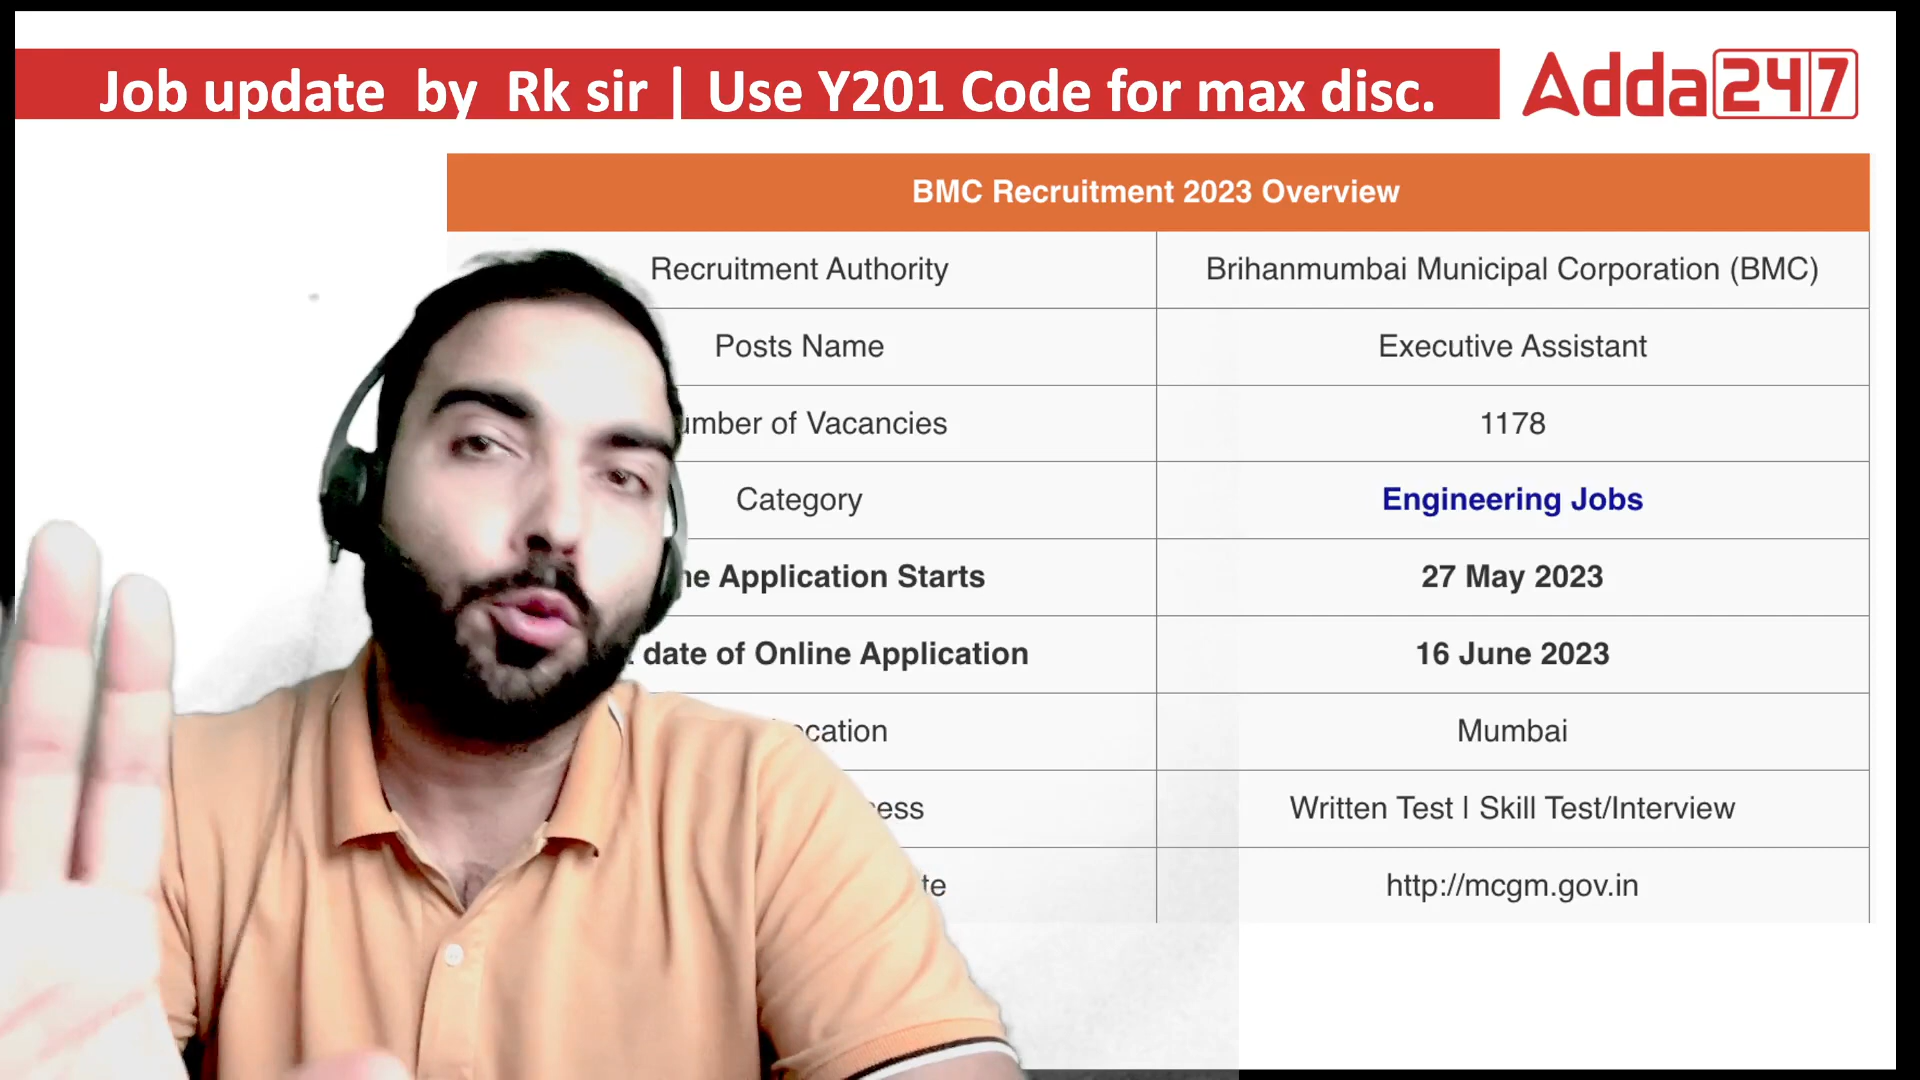 Job update by Rk sir | Use Y201 Code for max disc.
Adda247
BMC Recruitment 2023 Overview
Recruitment Authority Brihanmumbai Municipal Corporation (BMC)
Posts Name Executive Assistant
umber of Vacancies 1178
Category Engineering Jobs
ne Application Starts 27 May 2023
date of Online Application 16 June 2023
ocation Mumbai
ess Written Test | Skill Test/Interview
te http://mcgm.gov.in